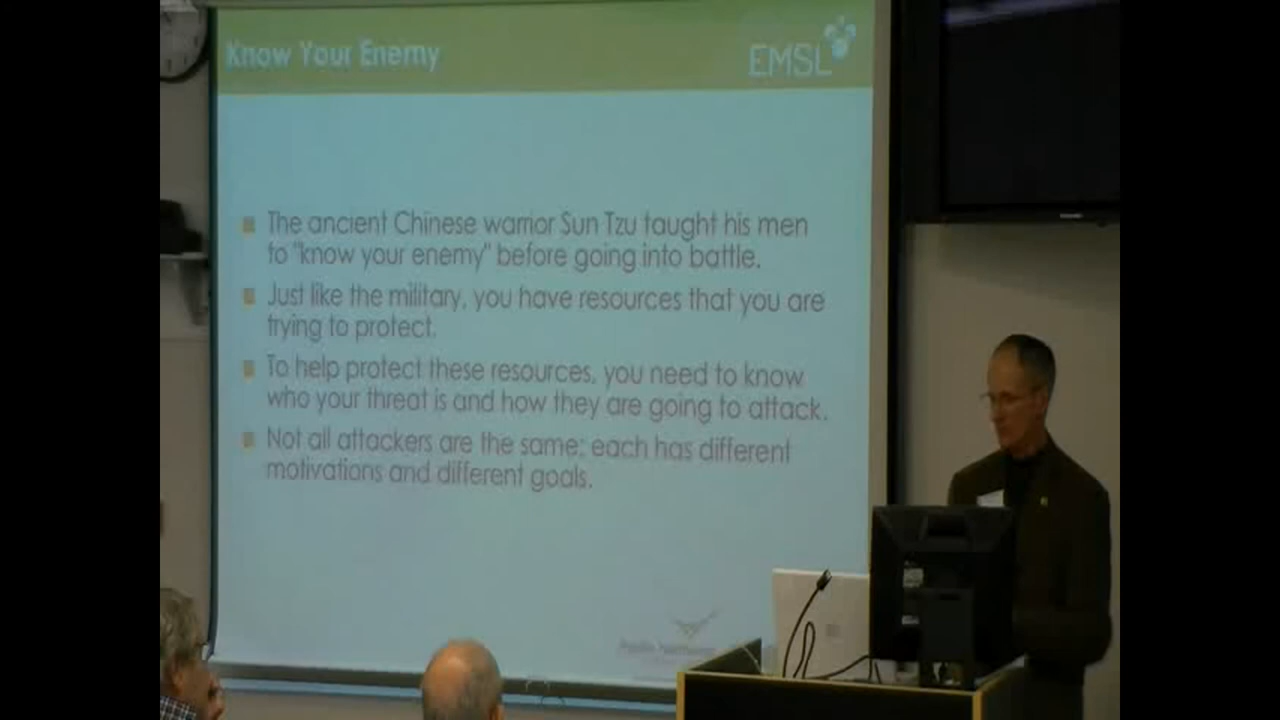 Know Your Enemy
EMSL
The ancient Chinese warrior Sun Tzu taught his men
to "know your enemy" before going into battle.
Just like the military, you have resources that you are
trying to protect.
To help protect these resources, you need to know
who your threat is and how they are going to attack.
Not all attackers are the same; each has different
motivations and different goals.